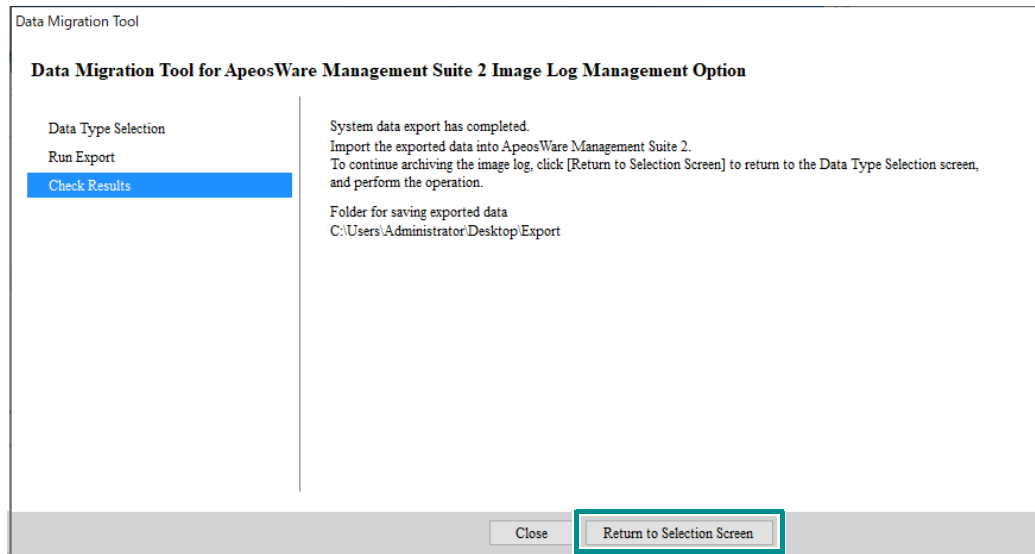 Data Migration Tool
Data Migration Tool for ApeosWare Management Suite 2 Image Log Management Option
Data Type Selection
Run Export
Check Results
System data export has completed.
Import the exported data into ApeosWare Management Suite 2.
To continue archiving the image log, click [Return to Selection Screen] to return to the Data Type Selection screen,
and perform the operation.
Folder for saving exported data
C:\Users\Administrator\Desktop\Export
Close
Return to Selection Screen